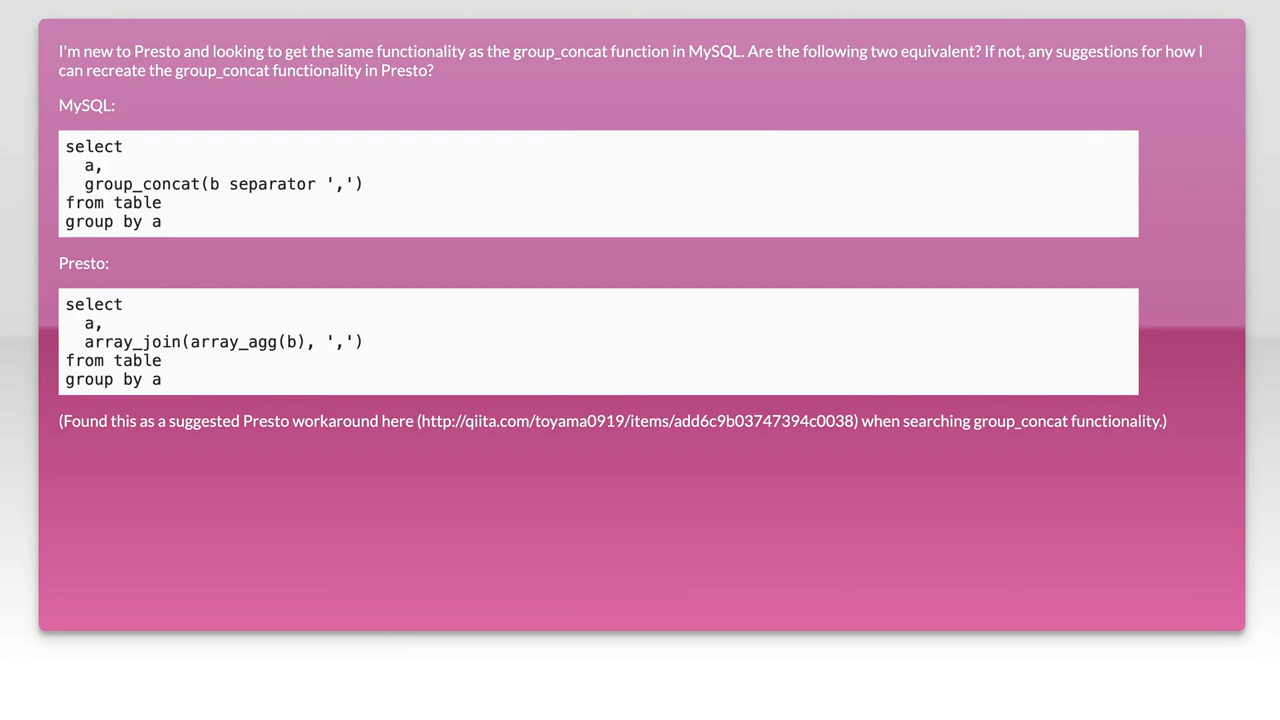 I'm new to Presto and looking to get the same functionality as the group_concat function in MySQL. Are the following two equivalent? If not, any suggestions for how I
can recreate the group_concat functionality in Presto?
MySQL:
select
  a,
  group_concat(b separator ',')
from table
group by a
Presto:
select
  a,
  array_join(array_agg(b), ',')
from table
group by a
(Found this as a suggested Presto workaround here (http://qiita.com/toyama0919/items/add6c9b03747394c0038) when searching group_concat functionality.)